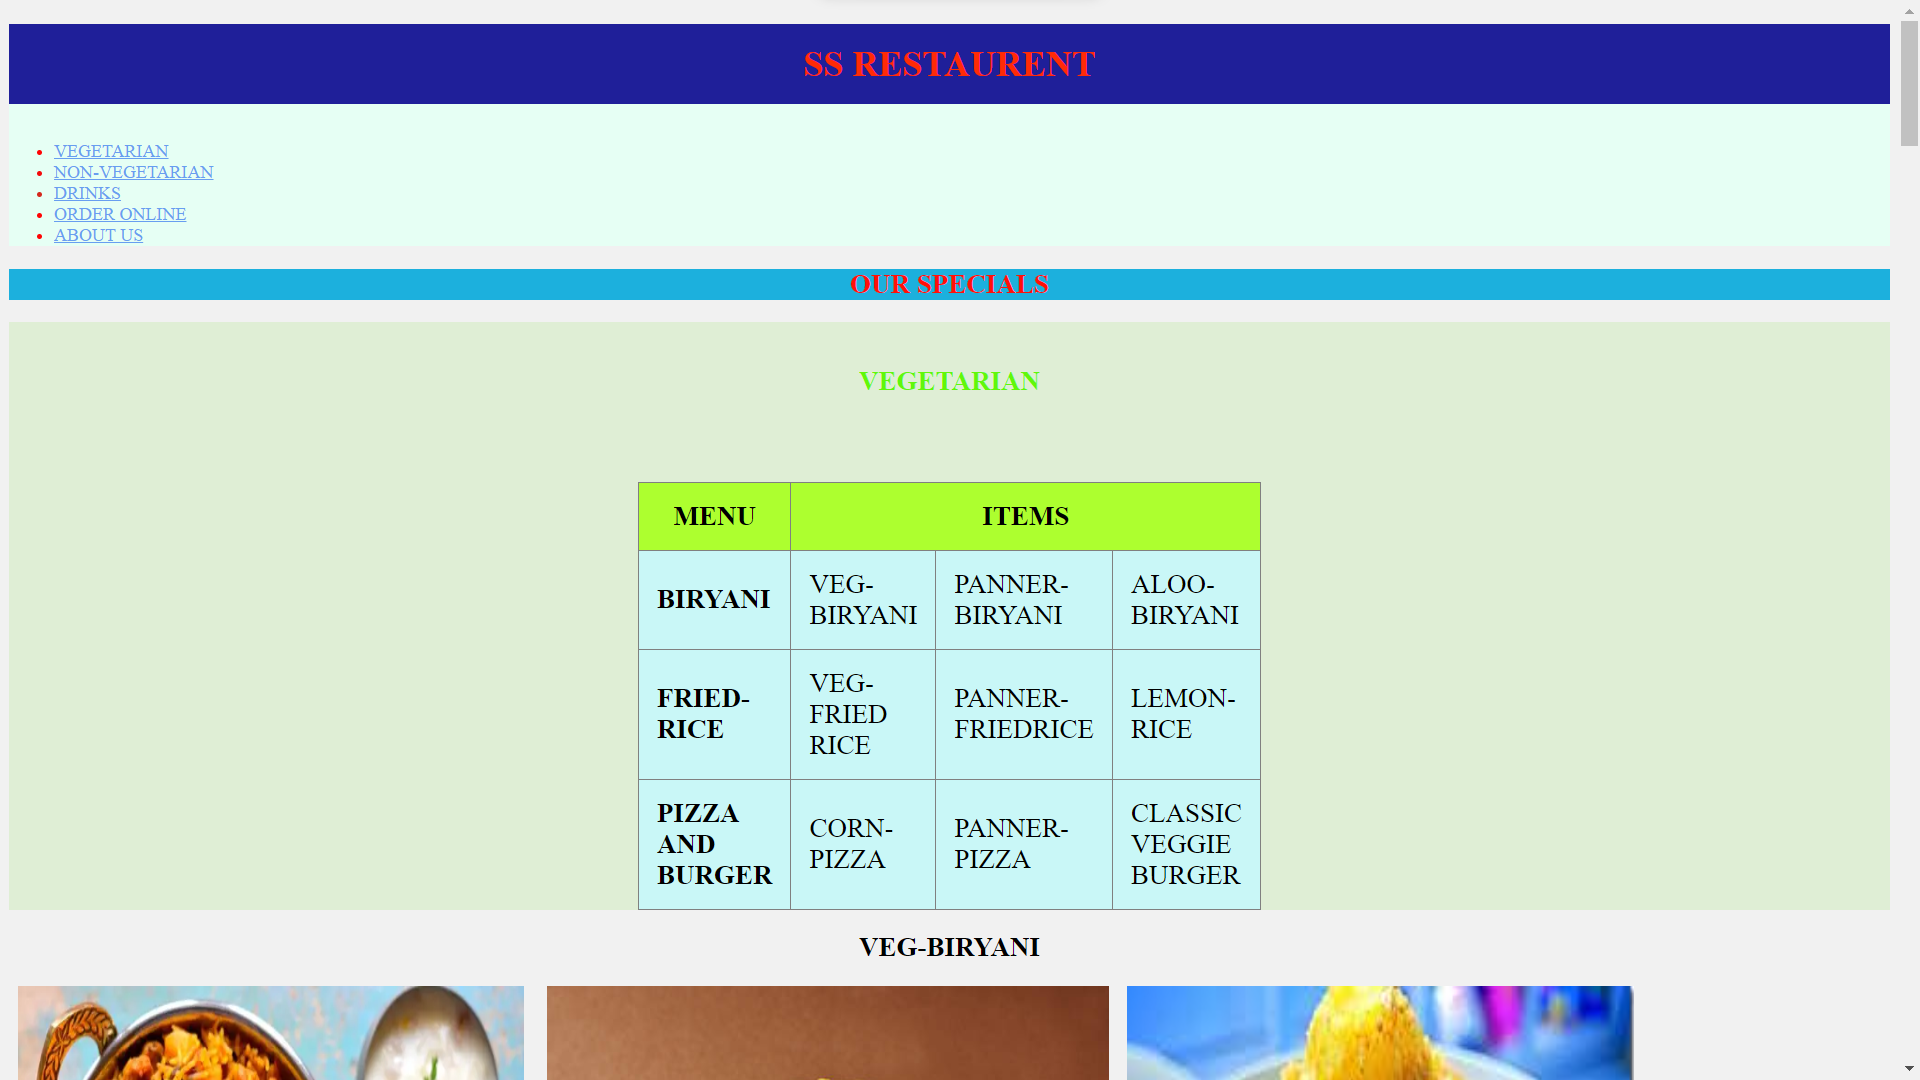 SS RESTAURENT
VEGETARIAN
NON-VEGETARIAN
DRINKS
ORDER ONLINE
ABOUT US
OUR SPECIALS
VEGETARIAN
MENU ITEMS
BIRYANI
VEG-
BIRYANI
PANNER-
BIRYANI
ALOO-
BIRYANI
FRIED-
RICE
VEG-
FRIED
RICE
PANNER-
FRIEDRICE
LEMON-
RICE
PIZZA
AND
BURGER
CORN-
PIZZA
PANNER-
PIZZA
CLASSIC
VEGGIE
BURGER
VEG-BIRYANI